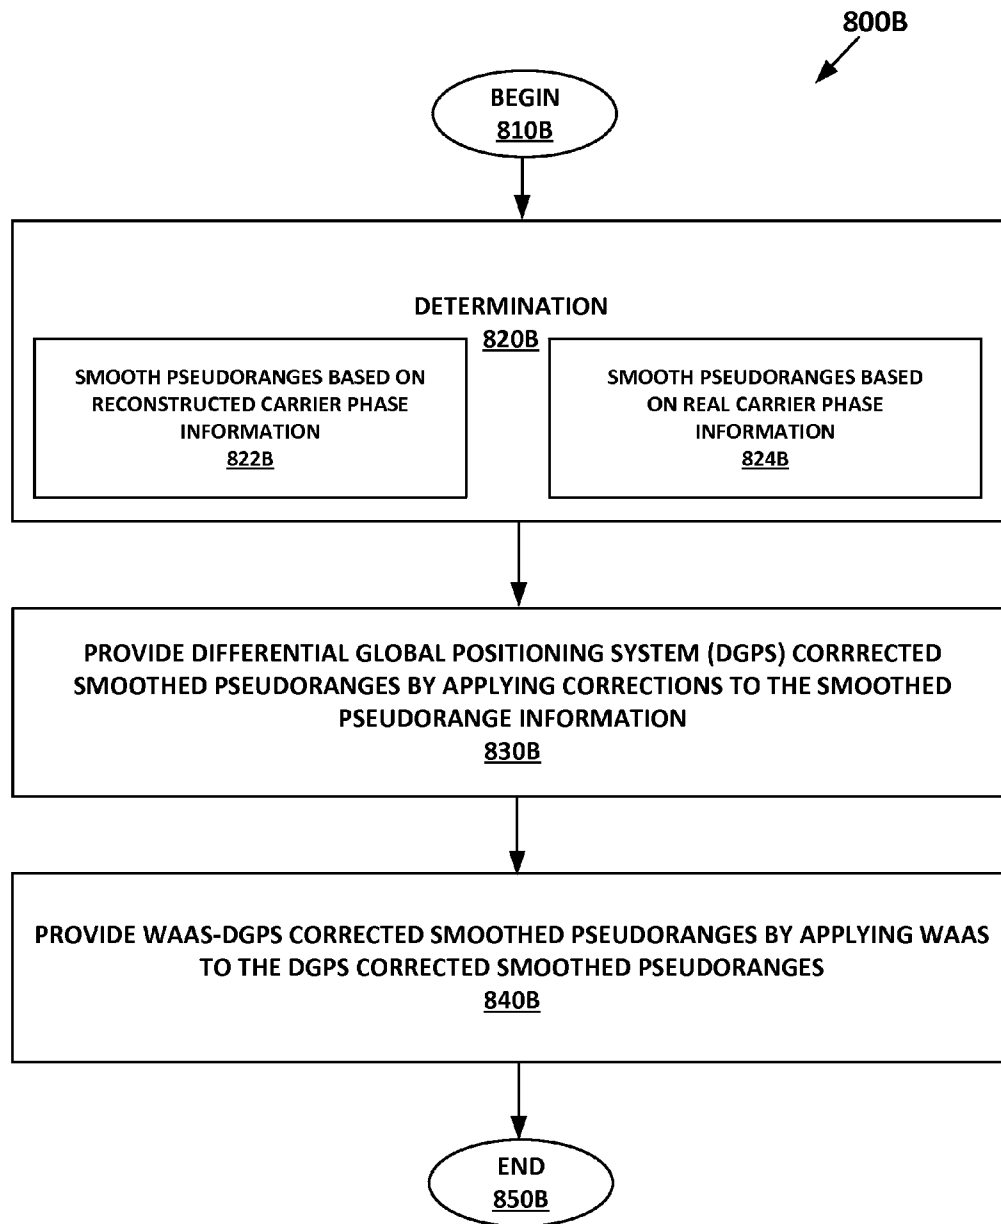 800B
BEGIN
810B
DETERMINATION
820B
SMOOTH PSEUDORANGES BASED ON
RECONSTRUCTED CARRIER PHASE
INFORMATION
822B
SMOOTH PSEUDORANGES BASED
ON REAL CARRIER PHASE
INFORMATION
824B
PROVIDE DIFFERENTIAL GLOBAL POSITIONING SYSTEM (DGPS) CORRRECTED
SMOOTHED PSEUDORANGES BY APPLYING CORRECTIONS TO THE SMOOTHED
PSEUDORANGE INFORMATION
830B
PROVIDE WAAS-DGPS CORRECTED SMOOTHED PSEUDORANGES BY APPLYING WAAS
TO THE DGPS CORRECTED SMOOTHED PSEUDORANGES
840B
END
850B